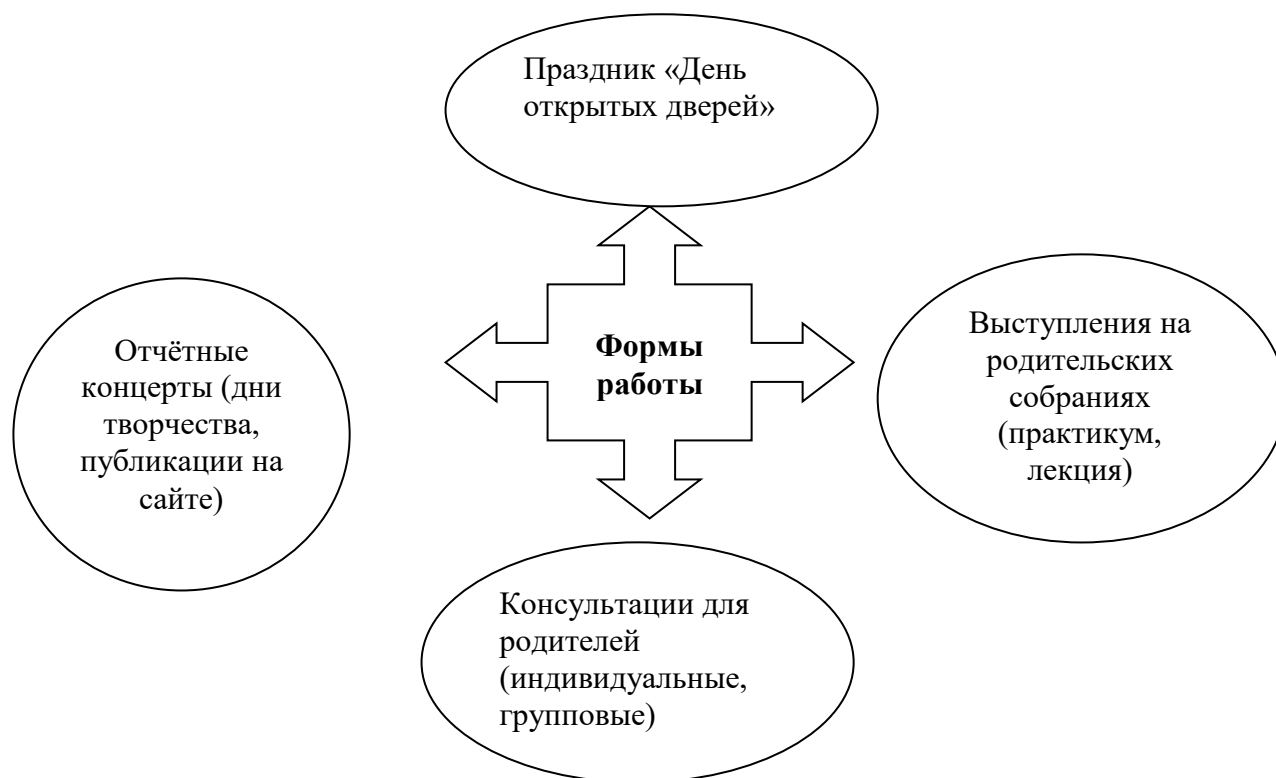 Праздник «День
открытых дверей»
Отчётные
концерты (дни
творчества,
публикации на
сайте)
Формы
работы
Выступления на
родительских
собраниях
(практикум,
лекция)
Консультации для
родителей
(индивидуальные,
групповые)